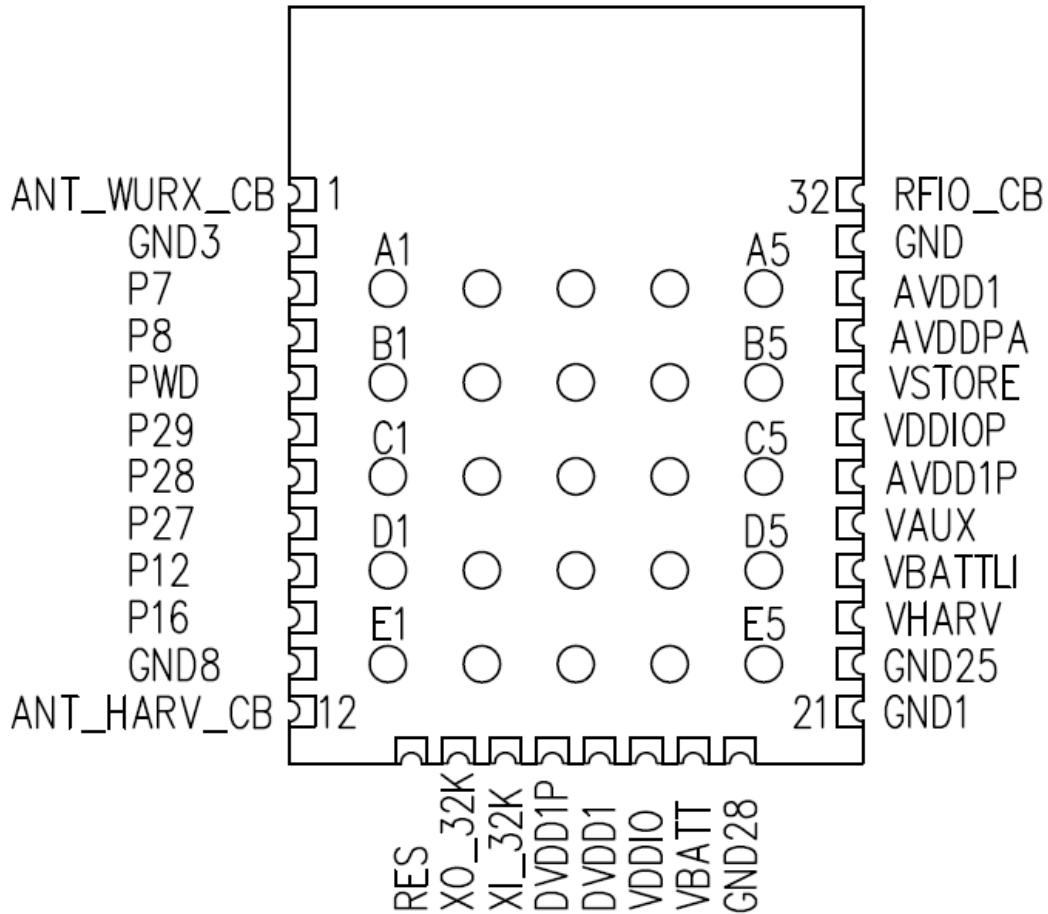 ANT_WURX_CB 1 32 RFIO_CB
GND3 GND
A1 A5
P7 AVDD1
P8 B1 B5 AVDDPA
PWD VSTORE
P29 C1 C5 VDDIOP
P28 AVDD1P
P27 D1 D5 VAUX
P12 VBATTLI
P16 E1 E5 VHARV
GND8 GND25
ANT_HARV_CB 12 21 GND1
RES
XO_32K
XI_32K
DVDD1P
DVDD1
VDDIO
VBATT
GND28